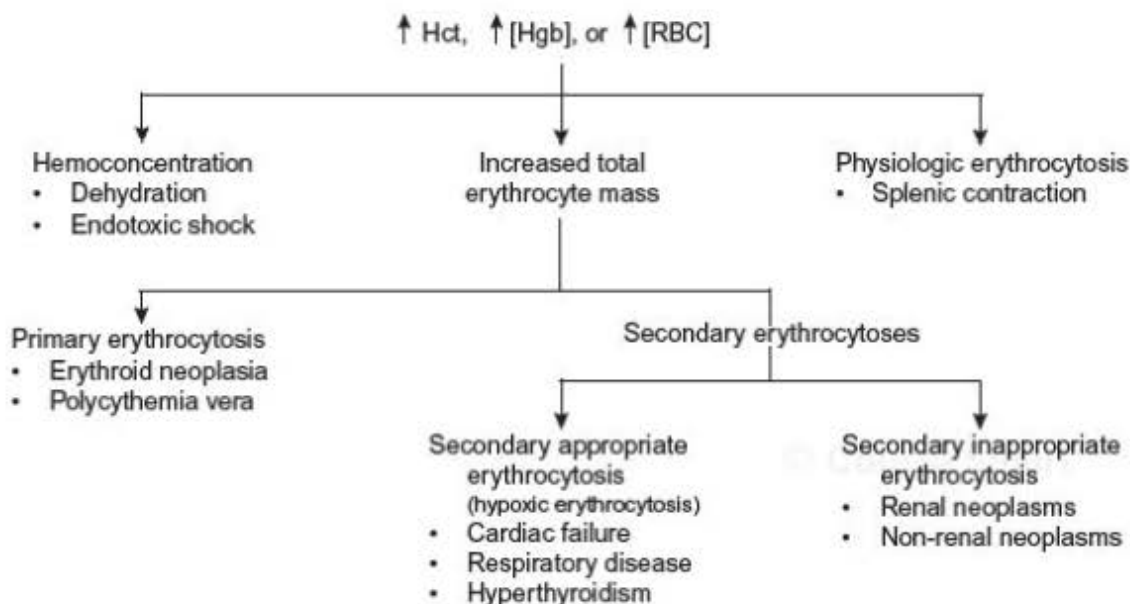 ↑ Hct, ↑ [Hgb], or ↑ [RBC]
Hemoconcentration
• Dehydration
• Endotoxic shock
Increased total
erythrocyte mass
Physiologic erythrocytosis
• Splenic contraction
Primary erythrocytosis
• Erythroid neoplasia
• Polycythemia vera
Secondary erythrocytoses
Secondary appropriate
erythrocytosis
(hypoxic erythrocytosis)
• Cardiac failure
• Respiratory disease
• Hyperthyroidism
Secondary inappropriate
erythrocytosis
• Renal neoplasms
• Non-renal neoplasms